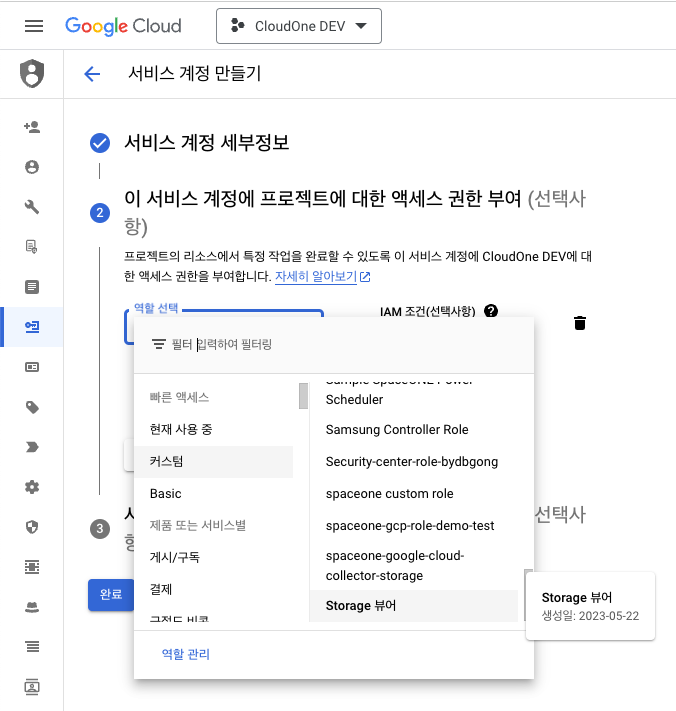 Google Cloud
CloudOne DEV
서비스 계정 만들기
서비스 계정 세부정보
2
이 서비스 계정에 프로젝트에 대한 액세스 권한 부여 (선택사
항)
프로젝트의 리소스에서 특정 작업을 완료할 수 있도록 이 서비스 계정에 CloudOne DEV에 대
한 액세스 권한을 부여합니다. 자세히 알아보기
역할 선택
IAM 조건(선택사항)
필터 입력하여 필터링
빠른 액세스
현재 사용 중
커스텀
Basic
제품 또는 서비스별
게시/구독
결제
Sample SpaceONE Power
Scheduler
Samsung Controller Role
Security-center-role-bydbgong
spaceone custom role
spaceone-gcp-role-demo-test
spaceone-google-cloud-
collector-storage
Storage 뷰어
역할 관리
Storage 뷰어
생성일: 2023-05-22
3
선택사
완료